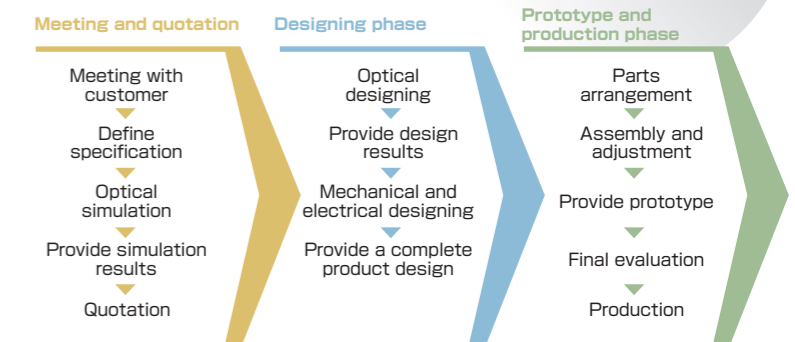 Meeting and quotation
Meeting with
customer
Define
specification
Optical
simulation
Provide simulation
results
Quotation
Designing phase
Optical
designing
Provide design
results
Mechanical and
electrical designing
Provide a complete
product design
Prototype and
production phase
Parts
arrangement
Assembly and
adjustment
Provide prototype
Final evaluation
Production